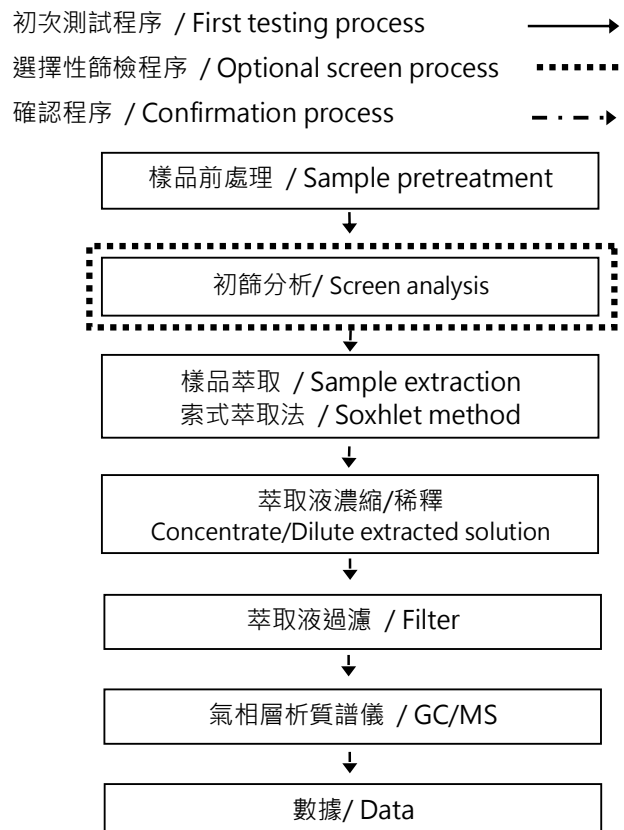 初次測試程序 / First testing process
選擇性篩檢程序 / Optional screen process
確認程序 / Confirmation process
樣品前處理 / Sample pretreatment
初篩分析/ Screen analysis
樣品萃取 / Sample extraction
索式萃取法 / Soxhlet method
萃取液濃縮/稀釋
Concentrate/Dilute extracted solution
萃取液過濾 / Filter
氣相層析質譜儀 / GC/MS
數據/ Data